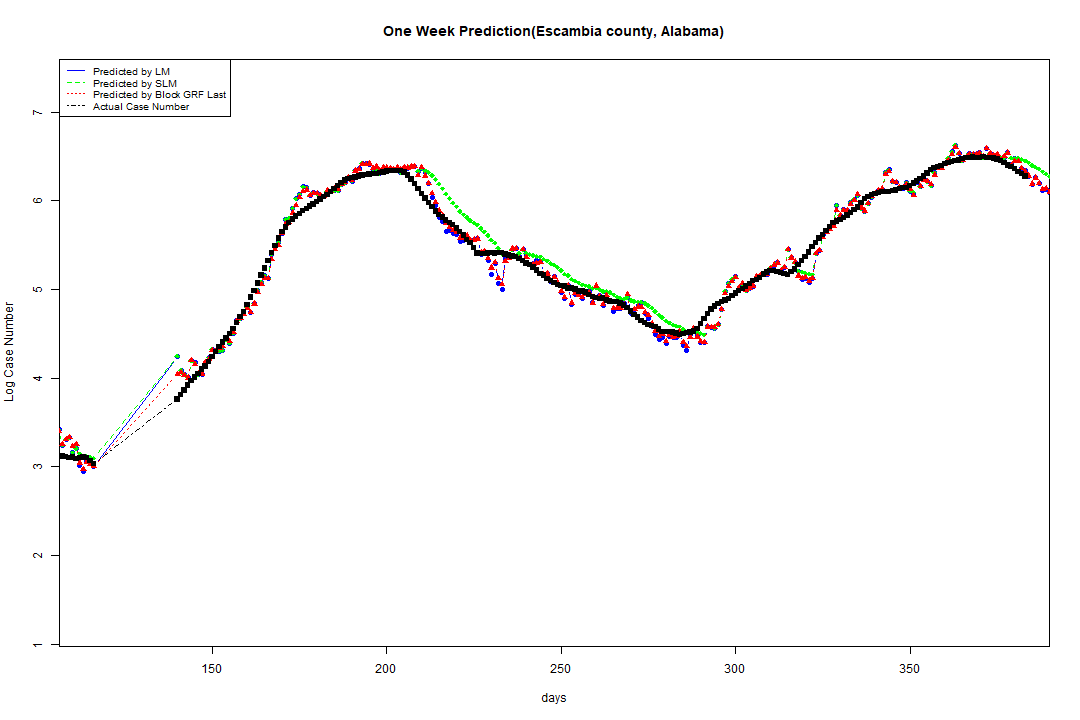 One Week Prediction(Escambia county, Alabama)
Predicted by LM
Predicted by SLM
Predicted by Block GRF Last
Actual Case Number
7
6
5
4
3
2
1
Log Case Number
150 200 250 300 350
days